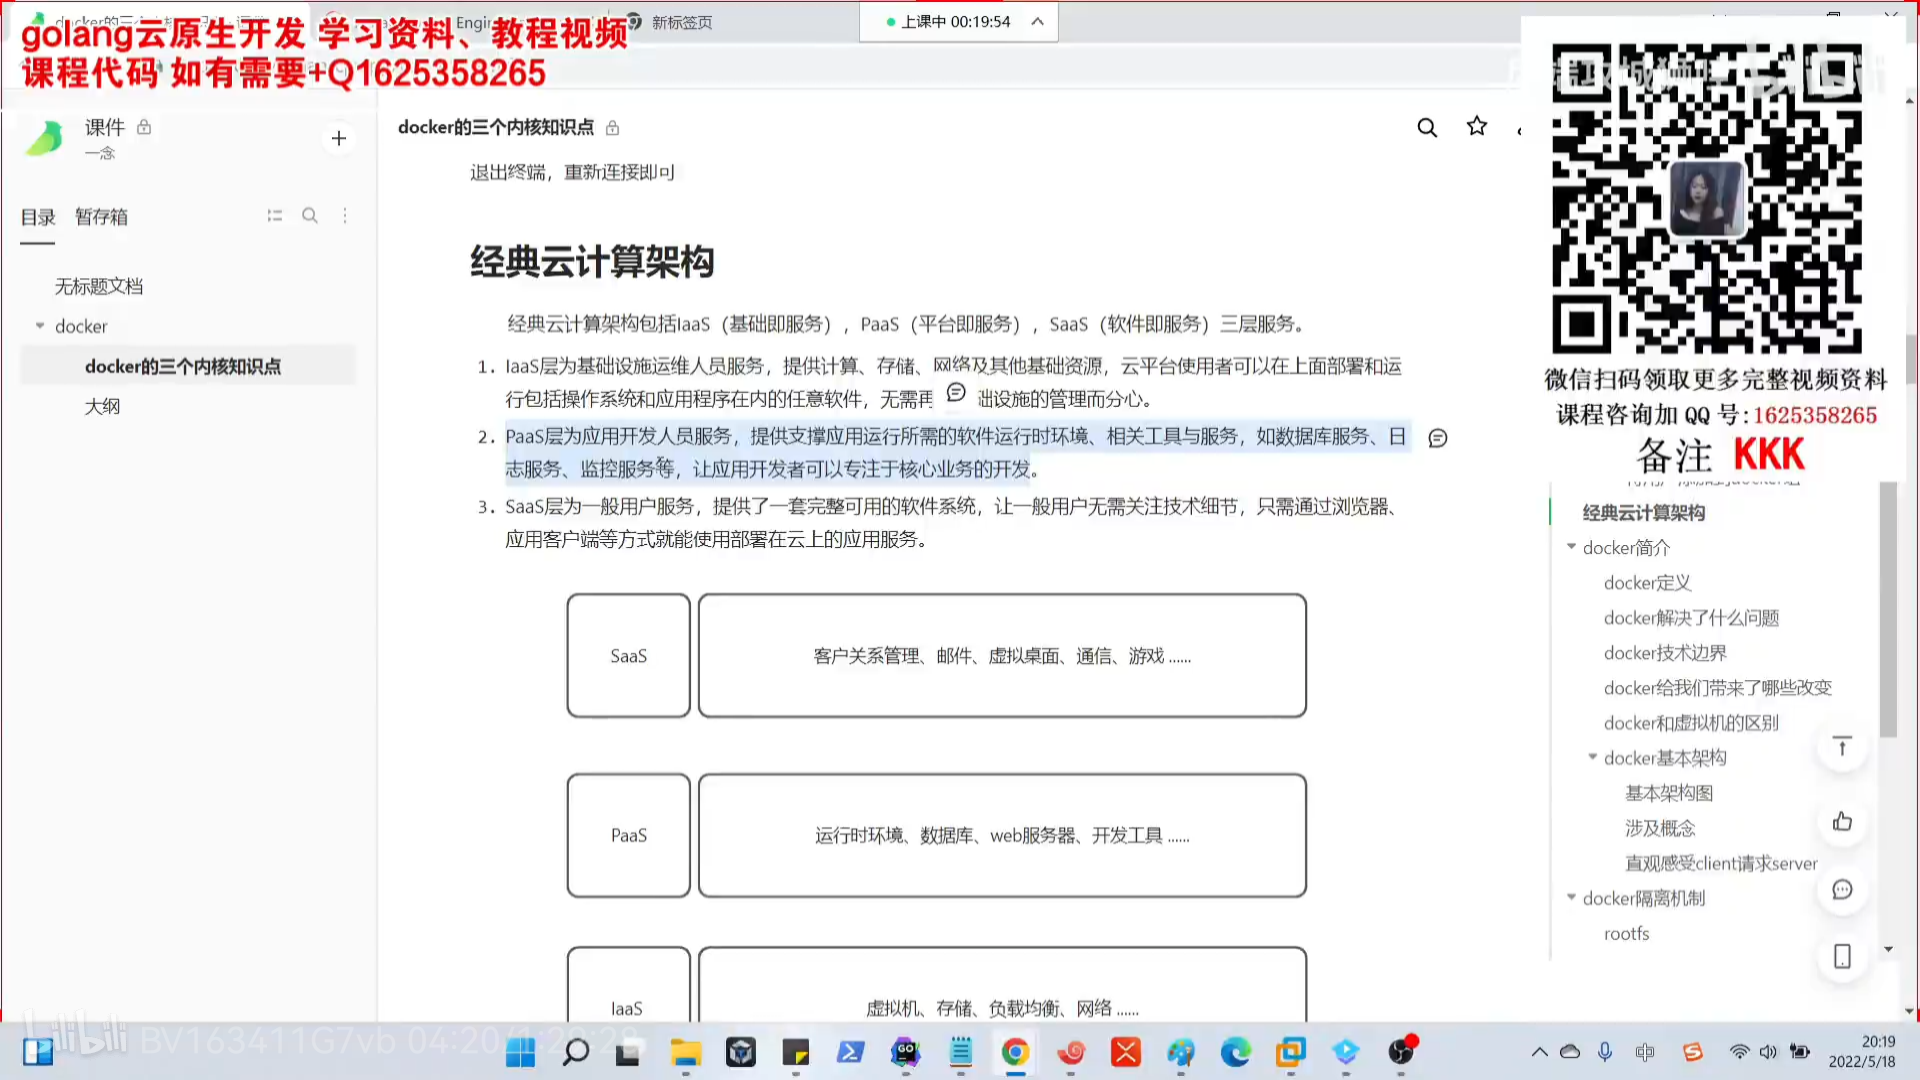 golang云原生开发 学习资料、教程视频
课程代码 如有需要+Q1625358265
新标签页
上课中 00:19:54
课件
一念
目录 暂存箱
无标题文档
docker
docker的三个内核知识点
大纲
docker的三个内核知识点
退出终端，重新连接即可
经典云计算架构
经典云计算架构包括IaaS（基础即服务），PaaS（平台即服务），SaaS（软件即服务）三层服务。
1. IaaS层为基础设施运维人员服务，提供计算、存储、网络及其他基础资源，云平台使用者可以在上面部署和运
行包括操作系统和应用程序在内的任意软件，无需再 础设施的管理而分心。
2. PaaS层为应用开发人员服务，提供支撑应用运行所需的软件运行时环境、相关工具与服务，如数据库服务、日
志服务、监控服务等，让应用开发者可以专注于核心业务的开发。
3. SaaS层为一般用户服务，提供了一套完整可用的软件系统，让一般用户无需关注技术细节，只需通过浏览器、
应用客户端等方式就能使用部署在云上的应用服务。
SaaS
客户关系管理、邮件、虚拟桌面、通信、游戏 ......
PaaS
运行时环境、数据库、web服务器、开发工具 ......
IaaS
虚拟机、存储、负载均衡、网络 ......
微信扫码领取更多完整视频资料
课程咨询加 QQ 号:1625358265
备注 KKK
经典云计算架构
docker简介
docker定义
docker解决了什么问题
docker技术边界
docker给我们带来了哪些改变
docker和虚拟机的区别
docker基本架构
基本架构图
涉及概念
直观感受client请求server
docker隔离机制
rootfs
bilibili BV163411G7vb 04:20/1:29:28
中
20:19
2022/5/18